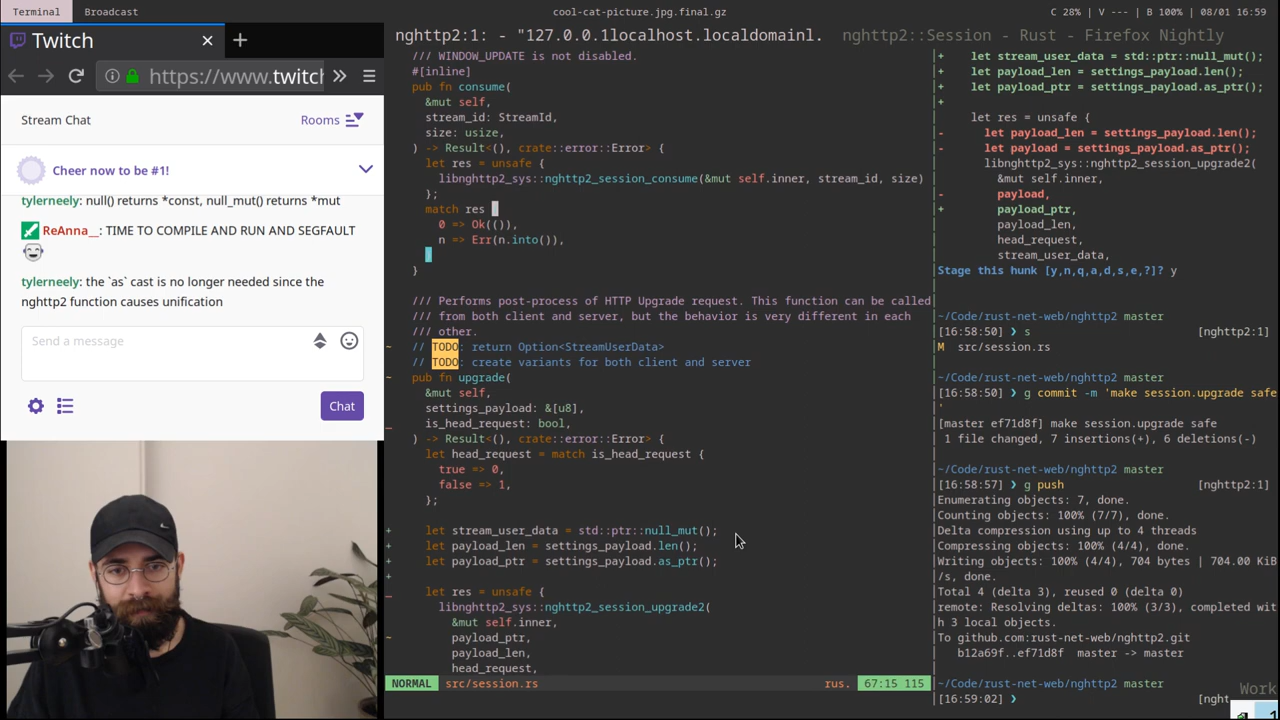 Terminal
Broadcast
cool-cat-picture.jpg.final.gz
C 28% | V --- | B 100% | 08/01 16:59
Twitch
https://www.twitch
Stream Chat
Rooms
Cheer now to be #1!
tylerneely: null() returns *const, null_mut() returns *mut
ReAnna__: TIME TO COMPILE AND RUN AND SEGFAULT
tylerneely: the `as` cast is no longer needed since the
nghttp2 function causes unification
Send a message
Chat
nghttp2:1: - "127.0.0.1localhost.localdomainl.
nghttp2::Session - Rust - Firefox Nightly
/// WINDOW_UPDATE is not disabled.
#[inline]
pub fn consume(
&mut self,
stream_id: StreamId,
size: usize,
) -> Result<(), crate::error::Error> {
let res = unsafe {
libnghttp2_sys::nghttp2_session_consume(&mut self.inner, stream_id, size)
};
match res
0 => Ok(()),
n => Err(n.into()),
}
}
/// Performs post-process of HTTP Upgrade request. This function can be called
/// from both client and server, but the behavior is very different in each
/// other.
~ // TODO: return Option<StreamUserData>
// TODO: create variants for both client and server
~ pub fn upgrade(
&mut self,
settings_payload: &[u8],
_ is_head_request: bool,
) -> Result<(), crate::error::Error> {
let head_request = match is_head_request {
true => 0,
false => 1,
};
+ let stream_user_data = std::ptr::null_mut();
+ let payload_len = settings_payload.len();
+ let payload_ptr = settings_payload.as_ptr();
+
_ let res = unsafe {
libnghttp2_sys::nghttp2_session_upgrade2(
&mut self.inner,
~ payload_ptr,
payload_len,
head_request,
NORMAL src/session.rs rus. 67:15 115
+ let stream_user_data = std::ptr::null_mut();
+ let payload_len = settings_payload.len();
+ let payload_ptr = settings_payload.as_ptr();
+
let res = unsafe {
- let payload_len = settings_payload.len();
- let payload = settings_payload.as_ptr();
libnghttp2_sys::nghttp2_session_upgrade2(
&mut self.inner,
- payload,
+ payload_ptr,
payload_len,
head_request,
stream_user_data,
Stage this hunk [y,n,q,a,d,s,e,?]? y
~/Code/rust-net-web/nghttp2 master
[16:58:50] ❯ s [nghttp2:1]
M src/session.rs
~/Code/rust-net-web/nghttp2 master
[16:58:50] ❯ g commit -m 'make session.upgrade safe
'
[master ef71d8f] make session.upgrade safe
1 file changed, 7 insertions(+), 6 deletions(-)
~/Code/rust-net-web/nghttp2 master
[16:58:57] ❯ g push [nghttp2:1]
Enumerating objects: 7, done.
Counting objects: 100% (7/7), done.
Delta compression using up to 4 threads
Compressing objects: 100% (4/4), done.
Writing objects: 100% (4/4), 704 bytes | 704.00 KiB
/s, done.
Total 4 (delta 3), reused 0 (delta 0)
remote: Resolving deltas: 100% (3/3), completed wit
h 3 local objects.
To github.com:rust-net-web/nghttp2.git
b12a69f..ef71d8f master -> master
~/Code/rust-net-web/nghttp2 master
[16:59:02] ❯ [nght
Work